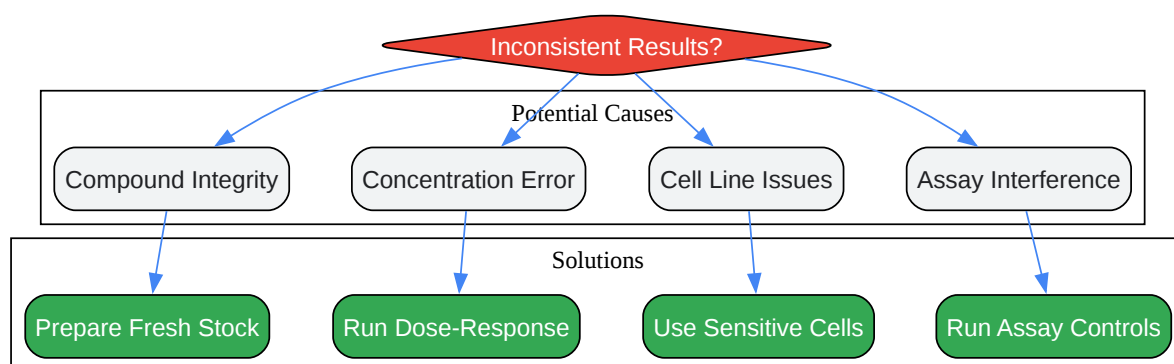 Inconsistent Results?
Potential Causes
Compound Integrity
Concentration Error
Cell Line Issues
Assay Interference
Solutions
Prepare Fresh Stock
Run Dose-Response
Use Sensitive Cells
Run Assay Controls